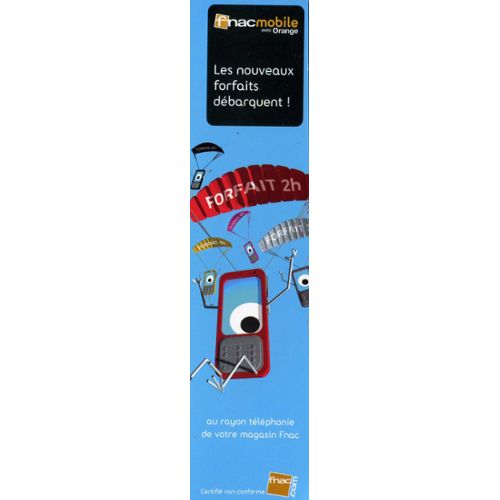 fnacmobile
avec Orange
Les nouveaux
forfaits
débarquent !
FORFAIT 2h
FORFAIT
au rayon téléphonie
de votre magasin Fnac
Certifié non conforme
fnac
.com